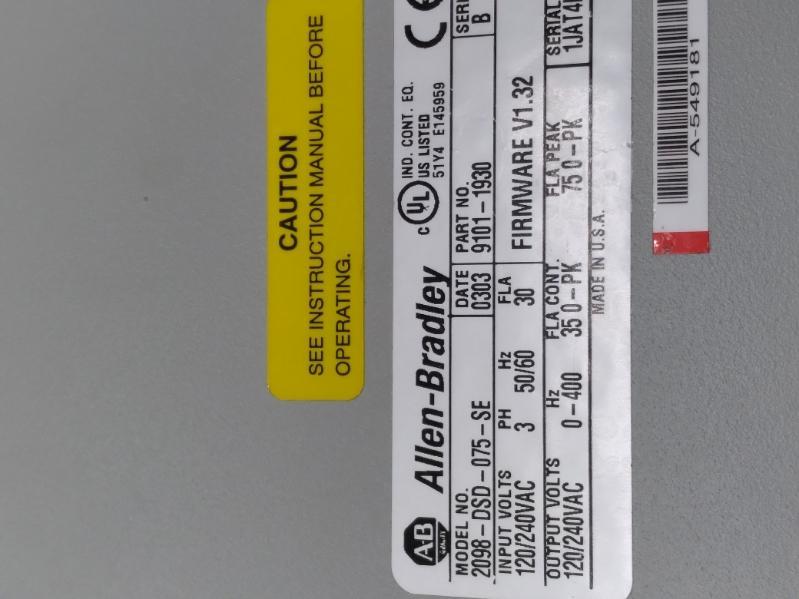 CAUTION
SEE INSTRUCTION MANUAL BEFORE
OPERATING.
A-B
Allen-Bradley
c UL IND. CONT. EQ.
US LISTED
51Y4 E145959
CE
MODEL NO. DATE PART NO.
2098-DSD-075-SE 0303 9101-1930 B
INPUT VOLTS PH Hz FLA
120/240VAC 3 50/60 30 FIRMWARE V1.32
OUTPUT VOLTS Hz FLA CONT. FLA PEAK SERIAL
120/240VAC 0-400 35 0-PK 75 0-PK
MADE IN U.S.A.
A-549181